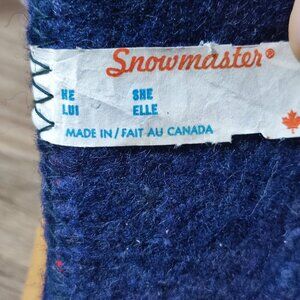 Snowmaster®
HE SHE
LUI ELLE
MADE IN / FAIT AU CANADA